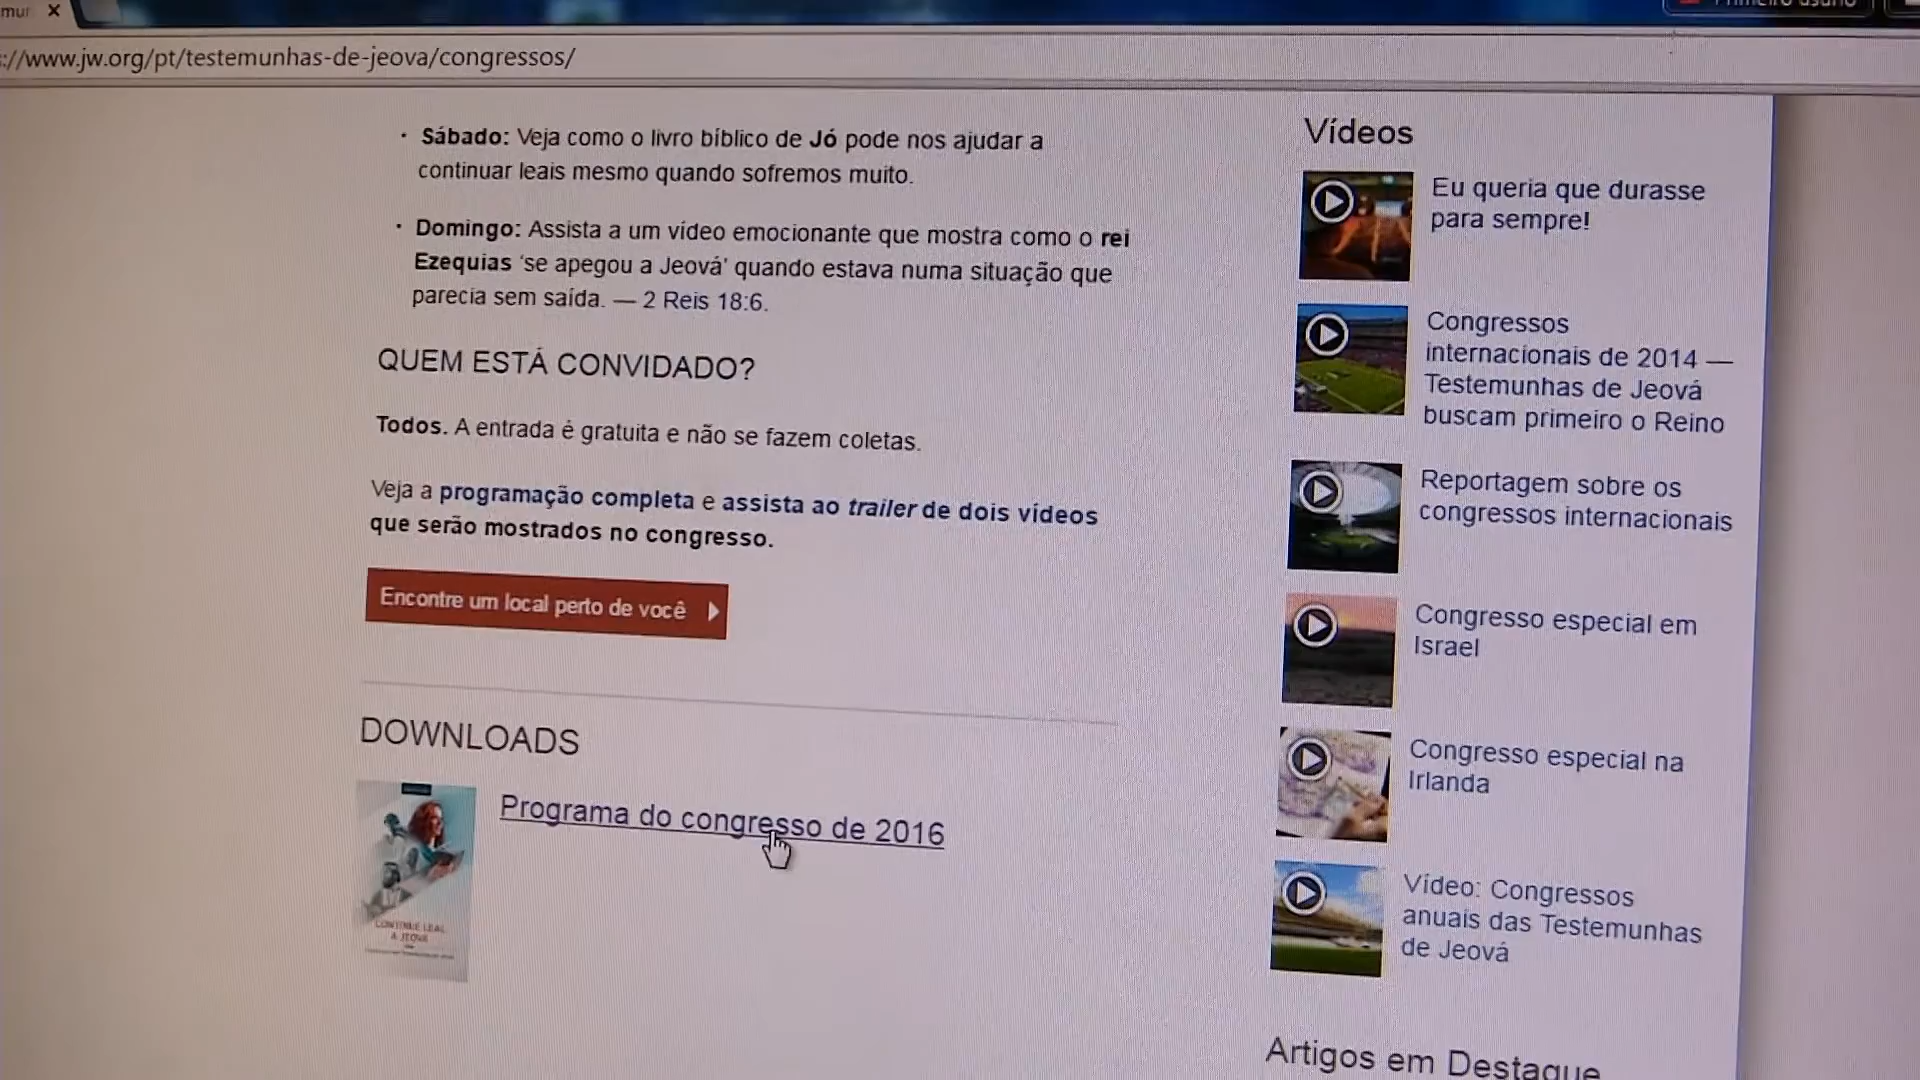 mur
://www.jw.org/pt/testemunhas-de-jeova/congressos/
· Sábado: Veja como o livro bíblico de Jó pode nos ajudar a
continuar leais mesmo quando sofremos muito.
· Domingo: Assista a um vídeo emocionante que mostra como o rei
Ezequias ‘se apegou a Jeová’ quando estava numa situação que
parecia sem saída. — 2 Reis 18:6.
QUEM ESTÁ CONVIDADO?
Todos. A entrada é gratuita e não se fazem coletas.
Veja a programação completa e assista ao trailer de dois vídeos
que serão mostrados no congresso.
Encontre um local perto de você
DOWNLOADS
Programa do congresso de 2016
CONTINUE LEAL
A JEOVÁ
Vídeos
Eu queria que durasse
para sempre!
Congressos
internacionais de 2014 —
Testemunhas de Jeová
buscam primeiro o Reino
Reportagem sobre os
congressos internacionais
Congresso especial em
Israel
Congresso especial na
Irlanda
Vídeo: Congressos
anuais das Testemunhas
de Jeová
Artigos em Destaque